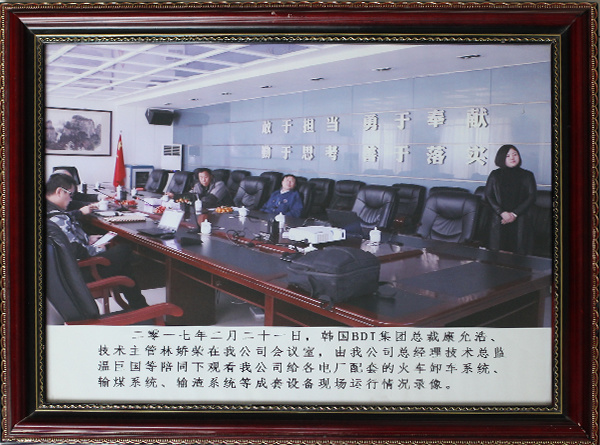 敢于担当 勇于奉献
勤于思考 善于落实
二零一七年二月二十一日，韩国BDT集团总裁康允浩、
技术主管林娇荣在我公司会议室，由我公司总经理技术总监
温巨国等陪同下观看我公司给各电厂配套的火车卸车系统、
输煤系统、输渣系统等成套设备现场运行情况录像。